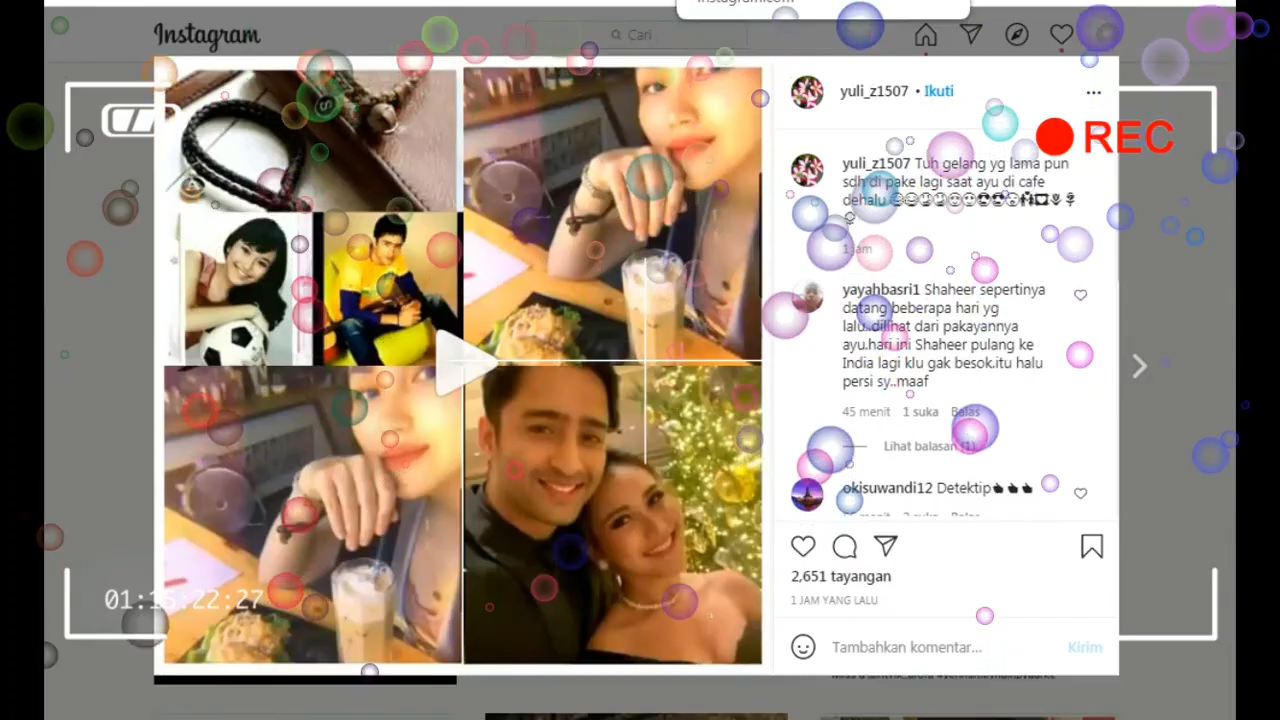 Instagram
Cari
yuli_z1507 • Ikuti
REC
yuli_z1507 Tuh gelang yg lama pun
sdh di pake lagi saat ayu di cafe
dehalu
1 jam
yayahbasri1 Shaheer sepertinya
datang beberapa hari yg
lalu..dilihat dari pakayannya
ayu.hari ini Shaheer pulang ke
India lagi klu gak besok.itu halu
persi sy..maaf
45 menit 1 suka Balas
Lihat balasan (1)
okisuwandi12 Detektip
2,651 tayangan
1 JAM YANG LALU
01:15:22:27
Tambahkan komentar... Kirim